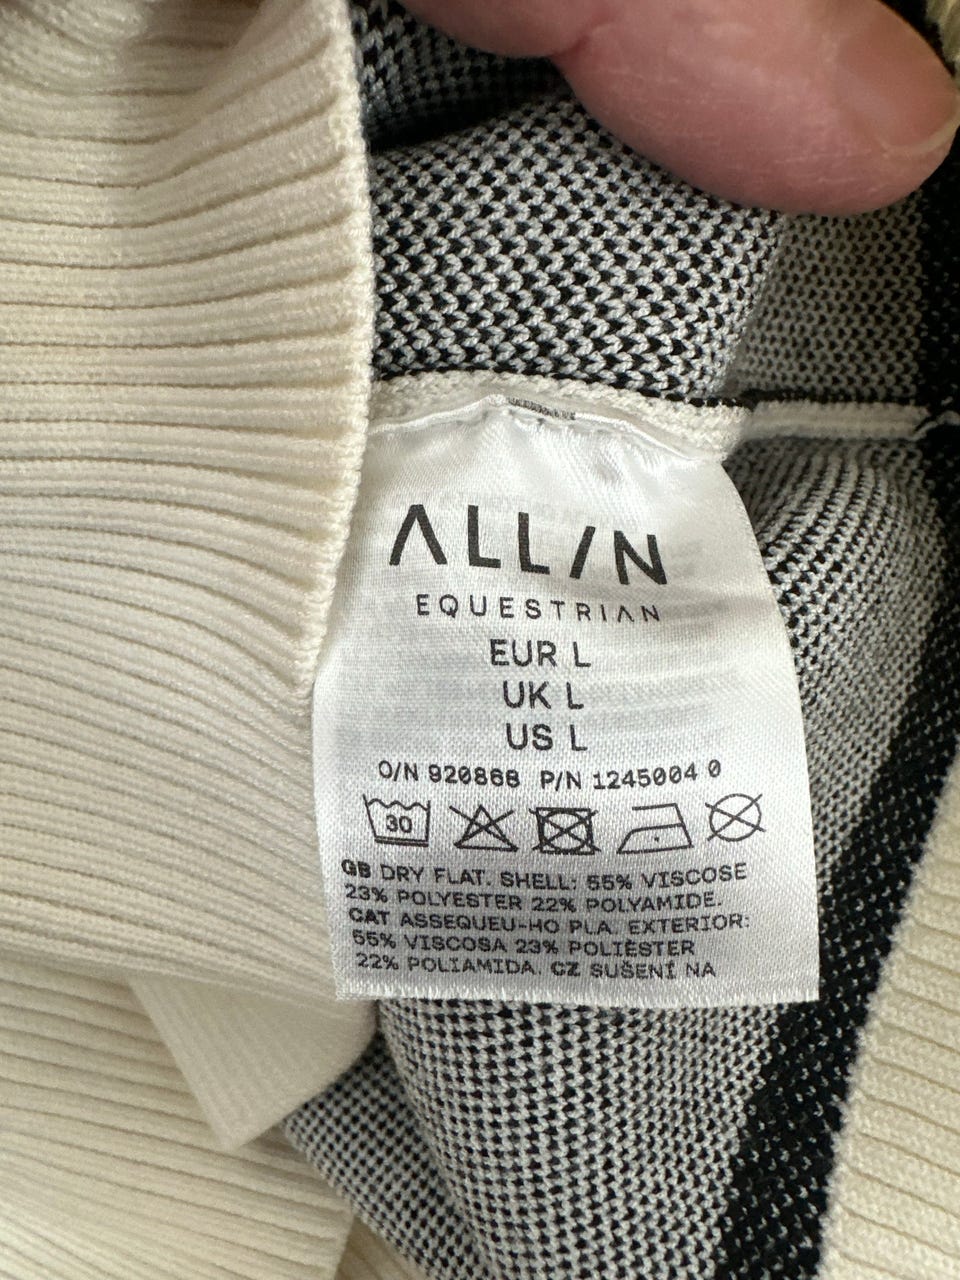 ALL/N
EQUESTRIAN
EUR L
UK L
US L
O/N 920868 P/N 1245004 0
30
GB DRY FLAT. SHELL: 55% VISCOSE
23% POLYESTER 22% POLYAMIDE.
CAT ASSEQUEU-HO PLA. EXTERIOR:
55% VISCOSA 23% POLIÈSTER
22% POLIAMIDA. CZ SUŠENÍ NA